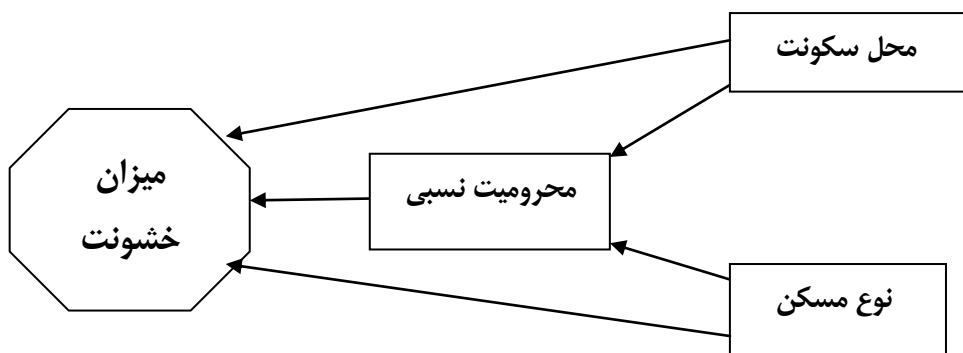 محل سکونت
میزان
خشونت
محرومیت نسبی
نوع مسکن